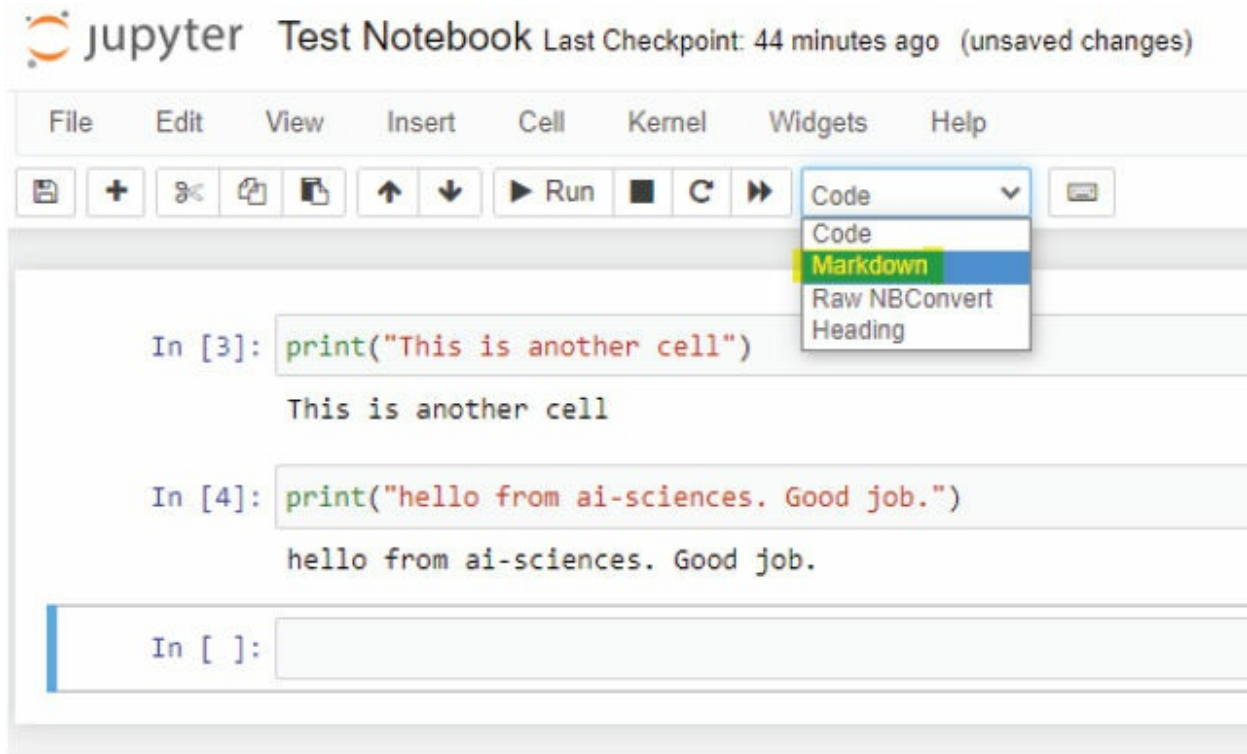 jupyter Test Notebook Last Checkpoint: 44 minutes ago (unsaved changes)
File Edit View Insert Cell Kernel Widgets Help
Run Code
Code
Markdown
Raw NBConvert
Heading
In [3]: print("This is another cell")
This is another cell
In [4]: print("hello from ai-sciences. Good job.")
hello from ai-sciences. Good job.
In [ ]: